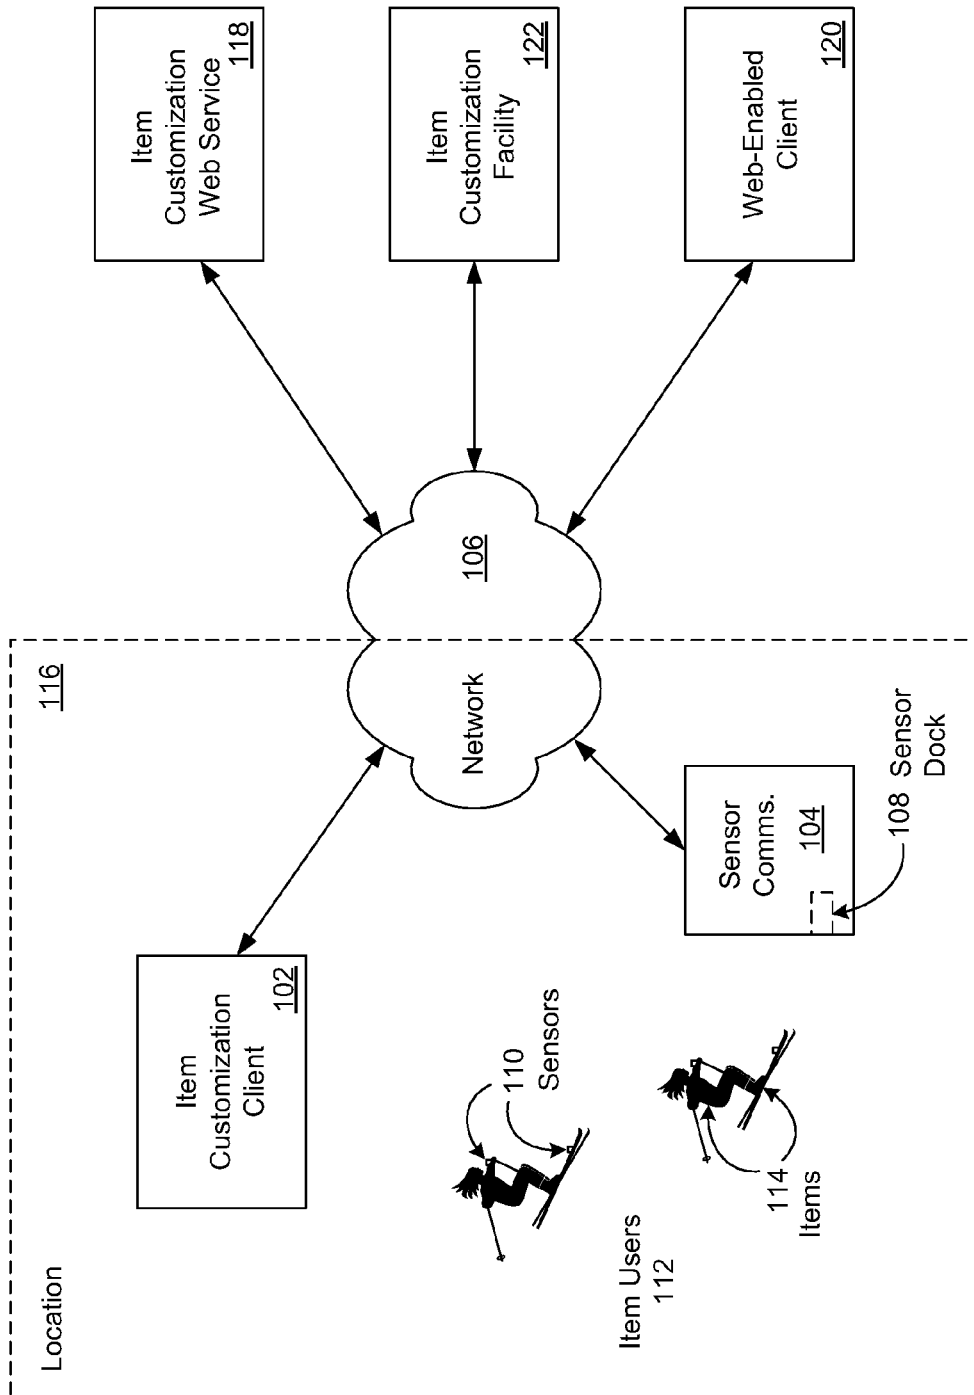 Location
116
Item
Customization
Client
102
Item
Customization
Web Service
118
Network
106
Item
Customization
Facility
122
110
Sensors
Item Users
112
114
Items
Sensor
Comms.
104
108 Sensor
Dock
Web-Enabled
Client
120